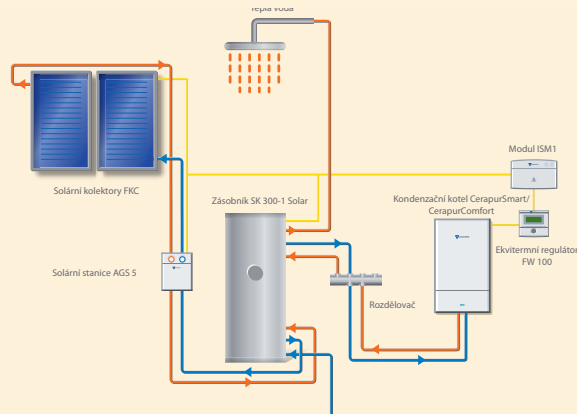 Teplá voda
Modul ISM1
Solární kolektory FKC
Zásobník SK 300-1 Solar
Kondenzační kotel CerapurSmart/
CerapurComfort
Ekvitermní regulátor
FW 100
Solární stanice AGS 5
Rozdělovač